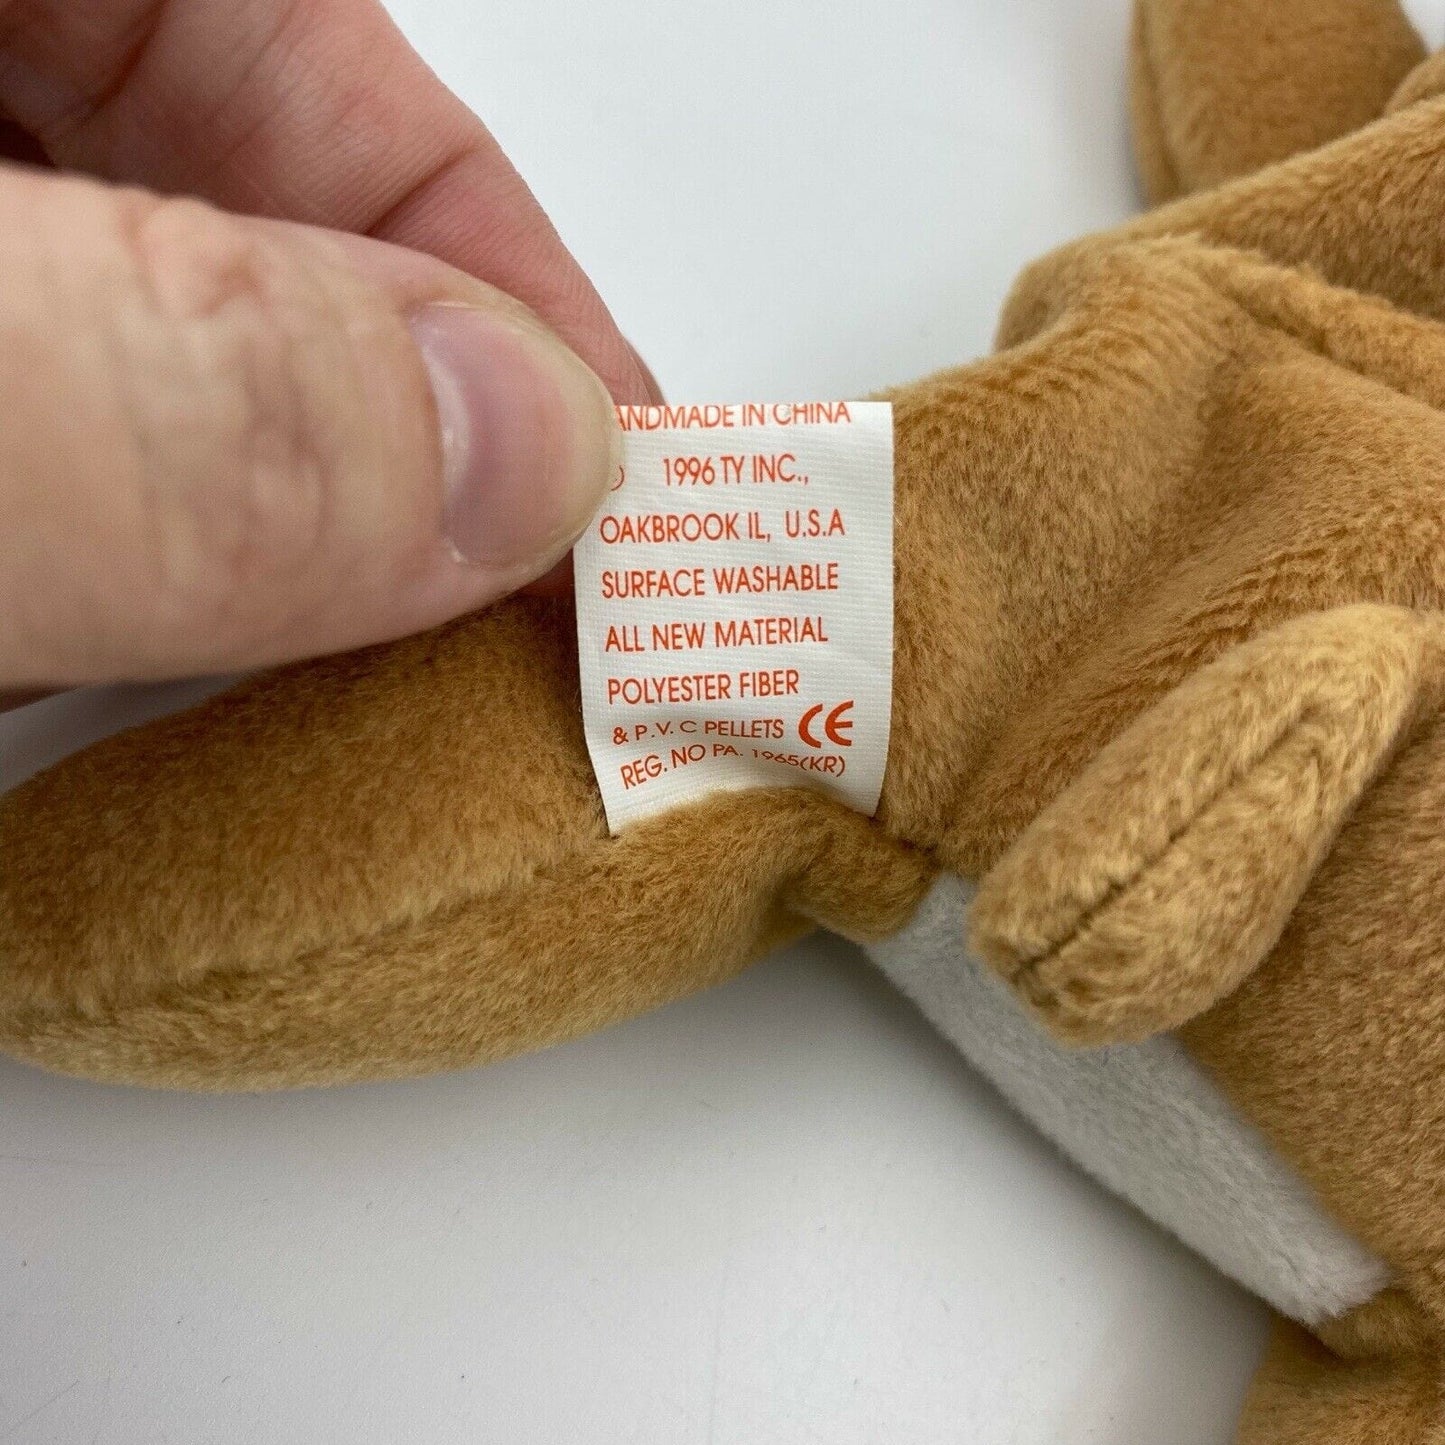 ANDMADE IN CHINA
© 1996 TY INC.,
OAKBROOK IL, U.S.A
SURFACE WASHABLE
ALL NEW MATERIAL
POLYESTER FIBER
& P.V. C PELLETS CE
REG. NO PA. 1965(KR)